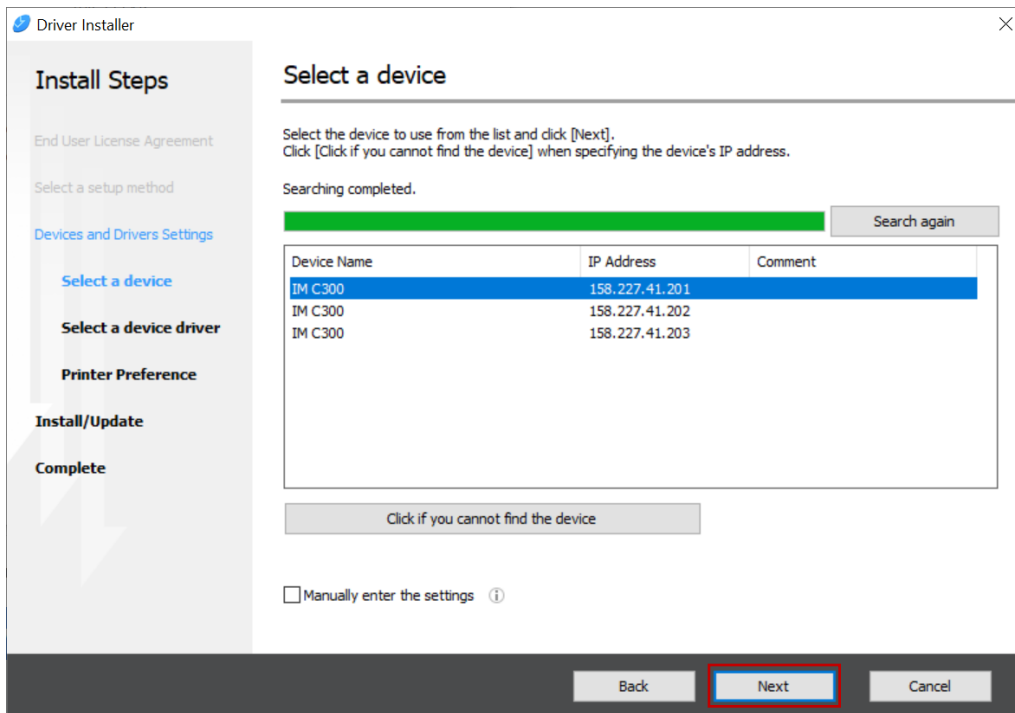 Driver Installer
Install Steps
End User License Agreement
Select a setup method
Devices and Drivers Settings
Select a device
Select a device driver
Printer Preference
Install/Update
Complete
Select a device
Select the device to use from the list and click [Next].
Click [Click if you cannot find the device] when specifying the device's IP address.
Searching completed.
Search again
Device Name IP Address Comment
IM C300 158.227.41.201
IM C300 158.227.41.202
IM C300 158.227.41.203
Click if you cannot find the device
Manually enter the settings
Back Next Cancel